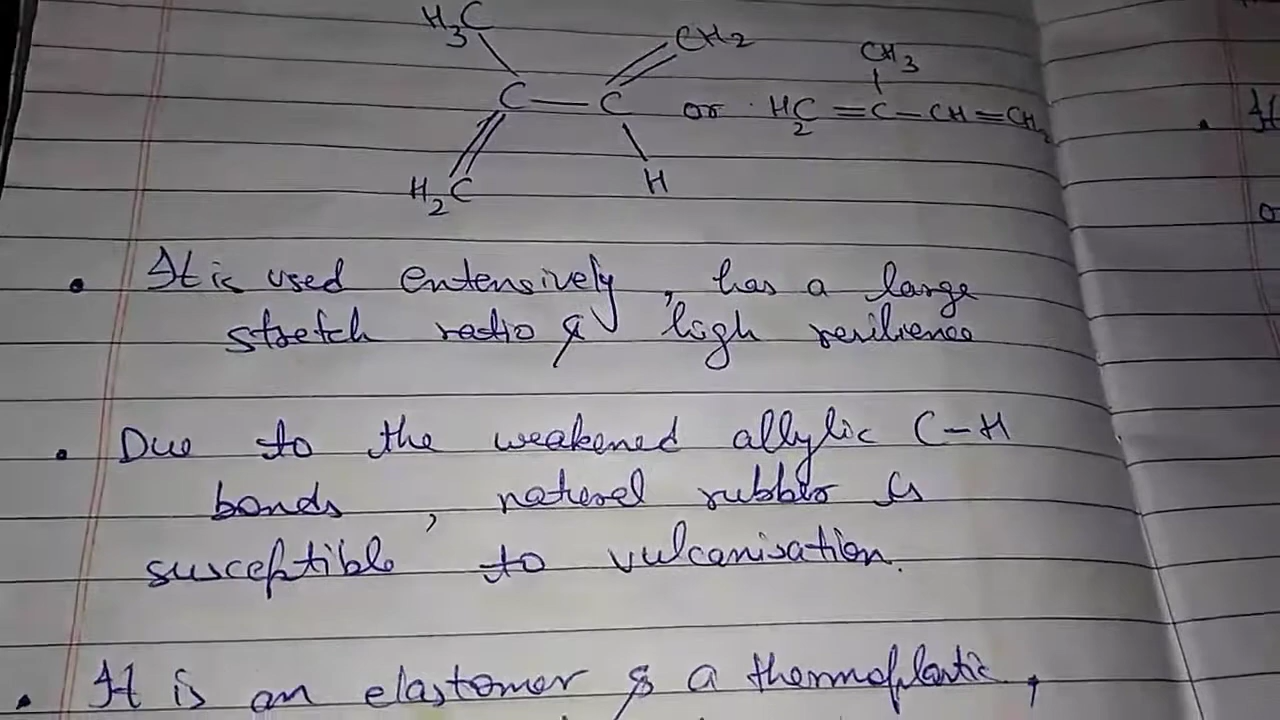 H3C
CH2
CH3
C — C or H2C = C – CH = CH2
H2C
H
• It is used extensively, has a large
stretch ratio & high resilience
• Due to the weakened allylic C–H
bonds, natural rubber is
susceptible to vulcanisation.
• It is an elastomer & a thermoplastic,